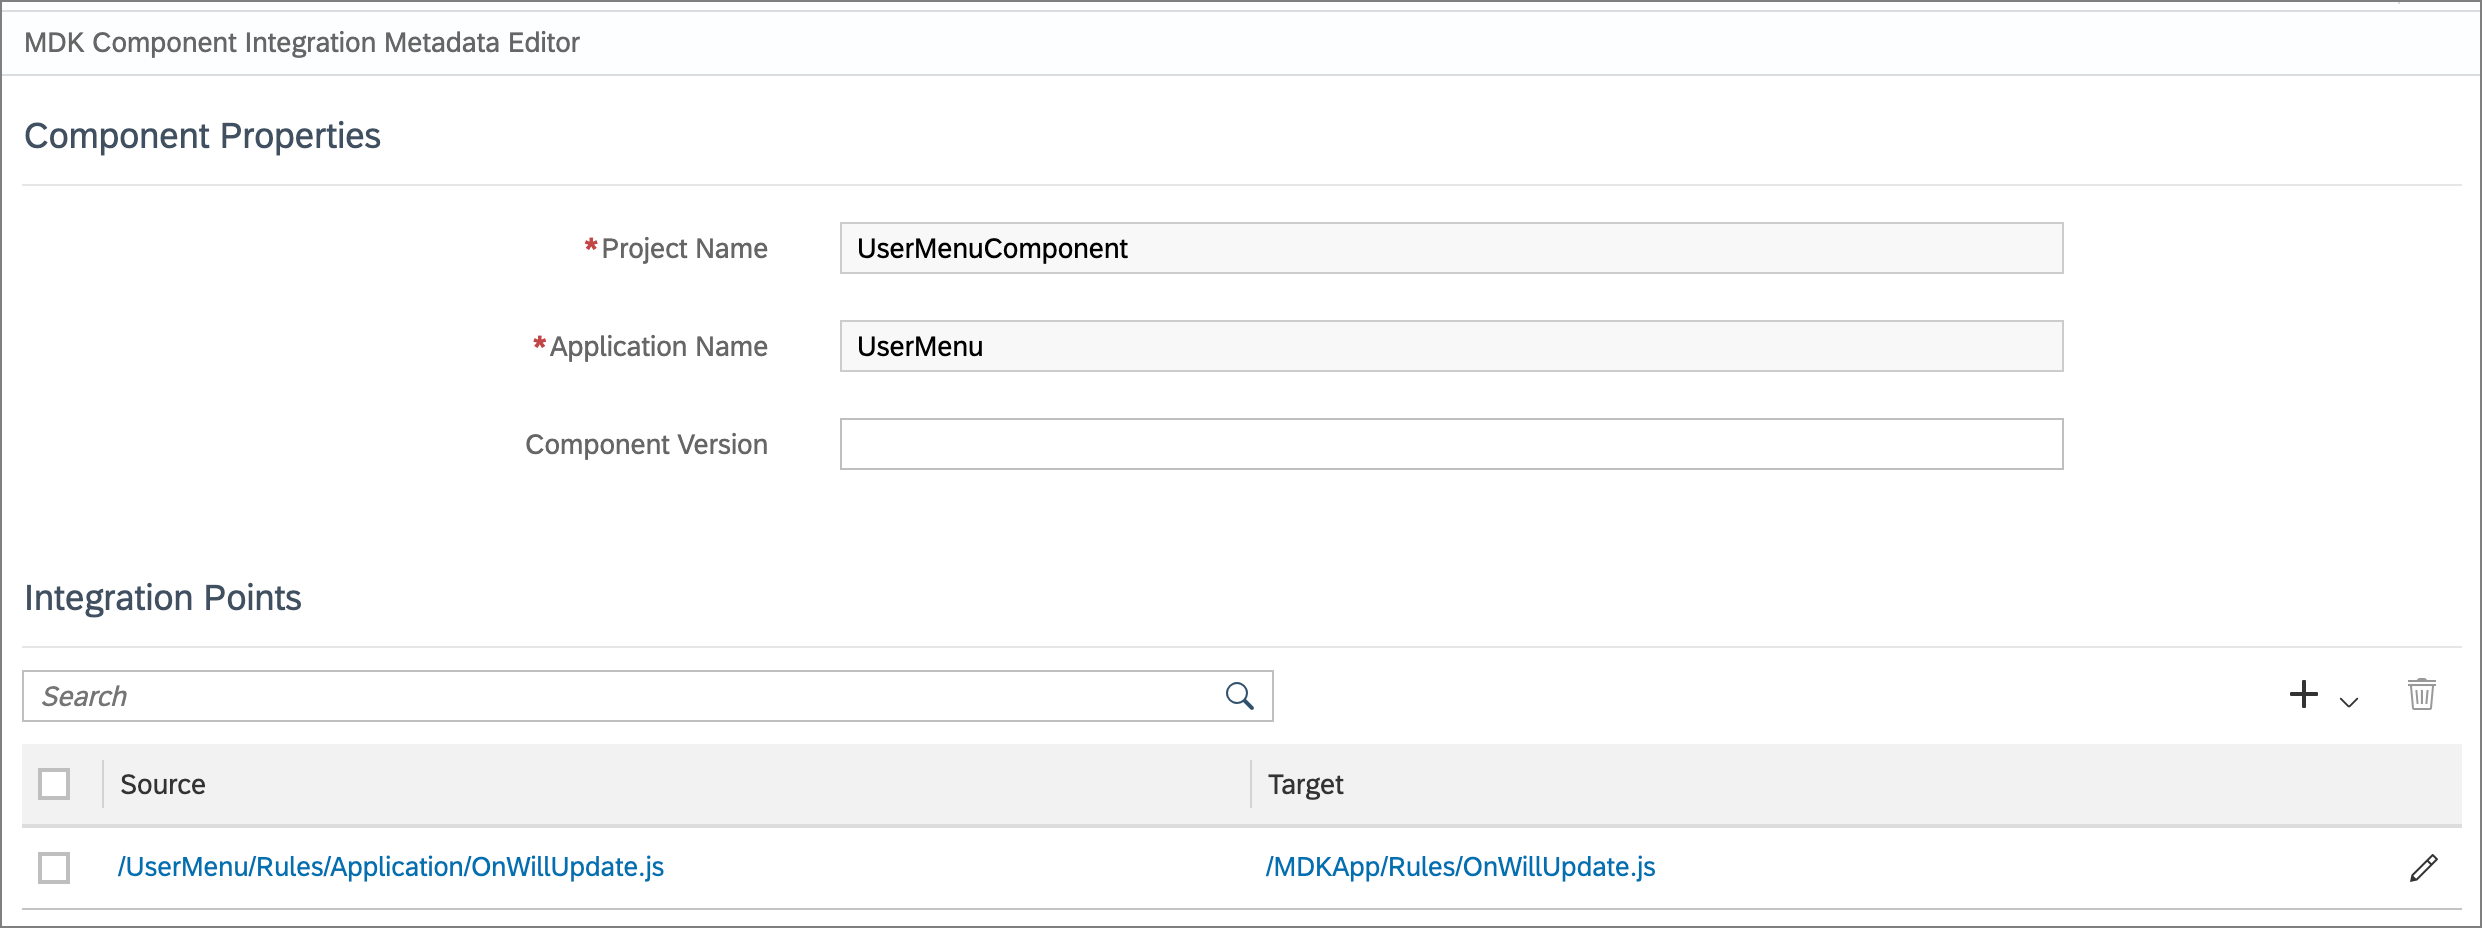 MDK Component Integration Metadata Editor
Component Properties
*Project Name UserMenuComponent
*Application Name UserMenu
Component Version
Integration Points
Search
Source Target
/UserMenu/Rules/Application/OnWillUpdate.js /MDKApp/Rules/OnWillUpdate.js